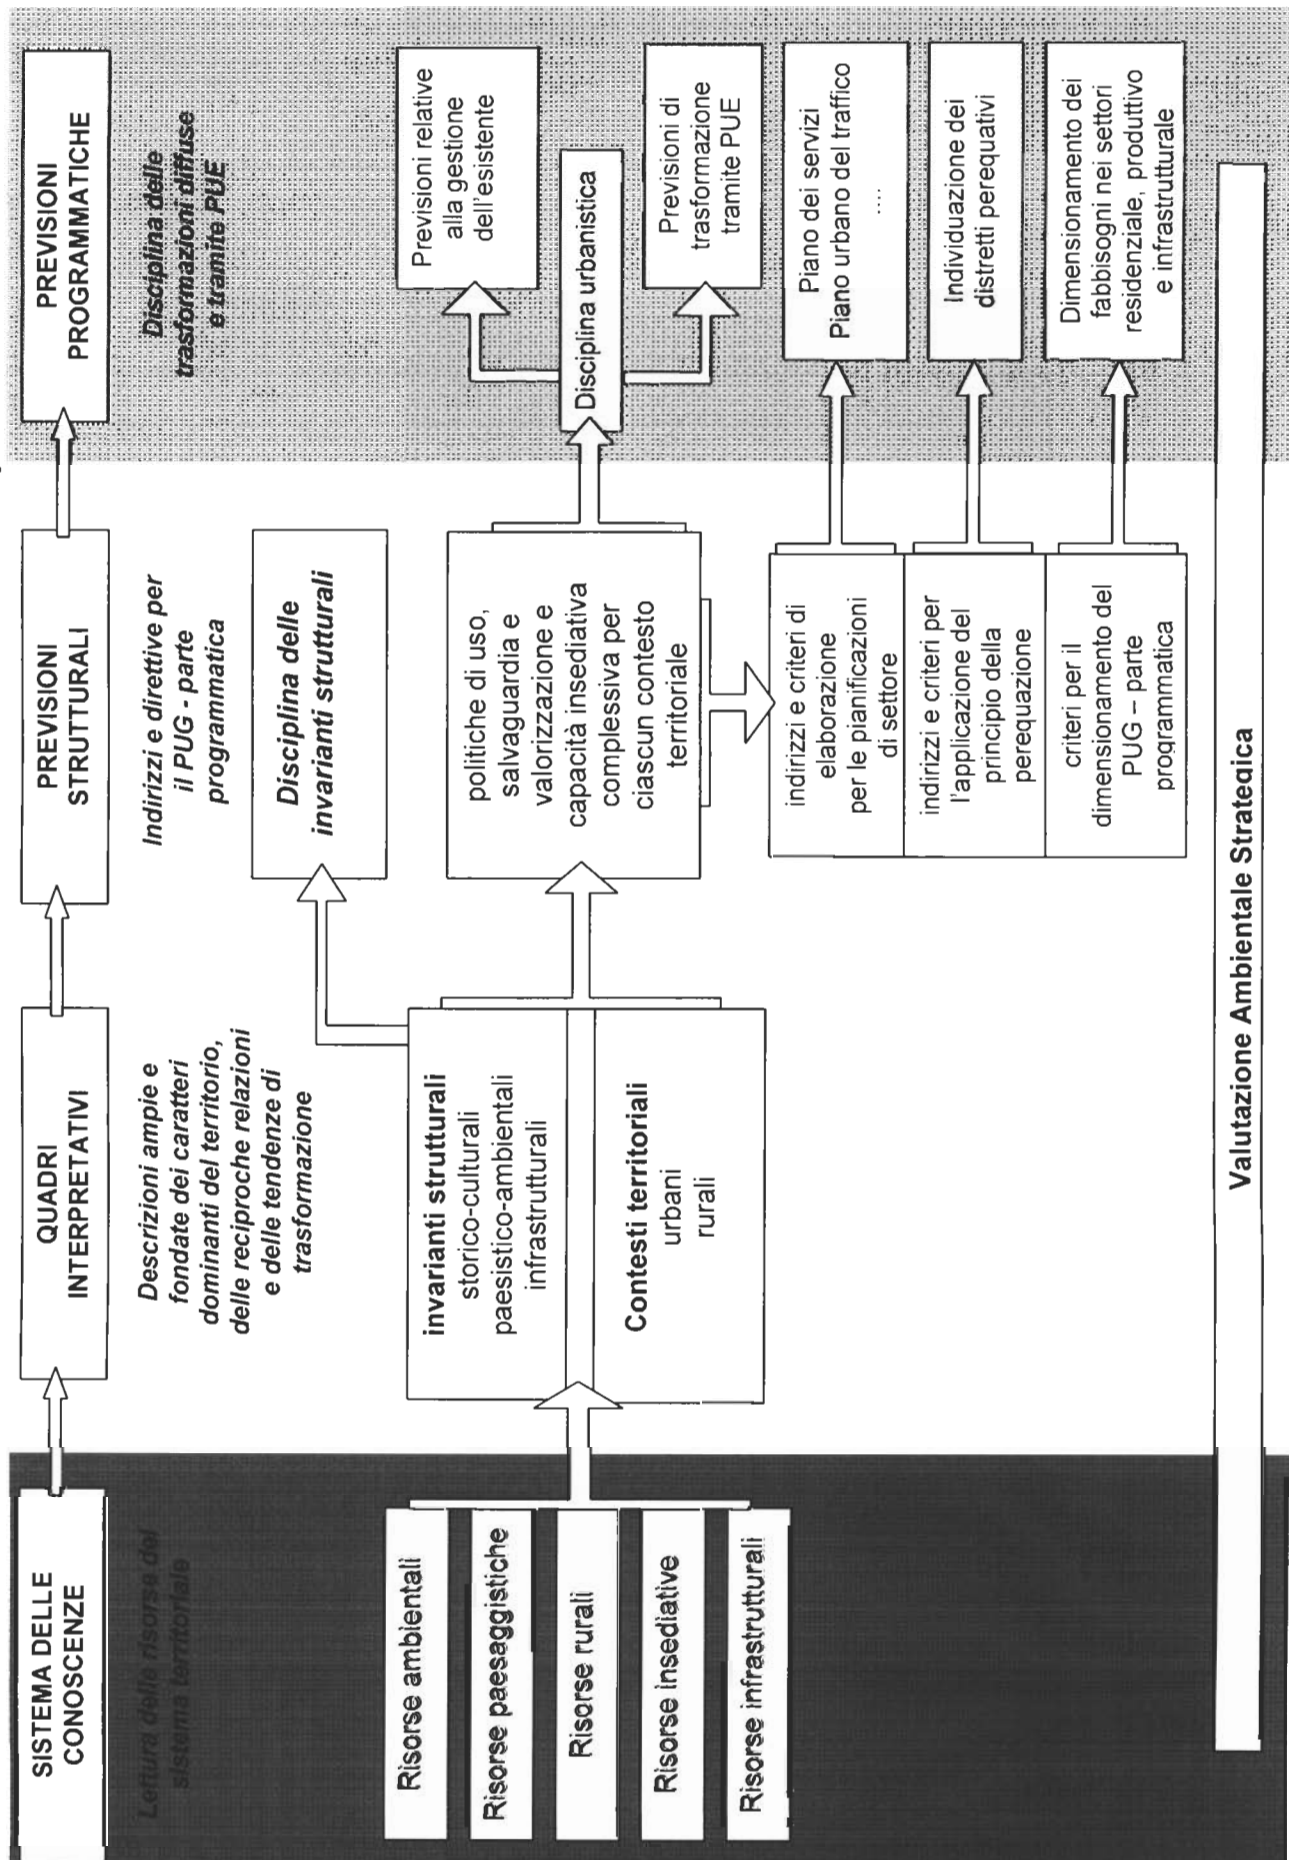 SISTEMA DELLE
CONOSCENZE
QUADRI
INTERPRETATIVI
PREVISIONI
STRUTTURALI
PREVISIONI
PROGRAMMATICHE
Lettura delle risorse del
sistema territoriale
Descrizioni ampie e
fondate dei caratteri
dominanti del territorio,
delle reciproche relazioni
e delle tendenze di
trasformazione
Indirizzi e direttive per
il PUG - parte
programmatica
Disciplina delle
trasformazioni diffuse
e tramite PUE
Disciplina delle
invarianti strutturali
Risorse ambientali
Risorse paesaggistiche
Risorse rurali
Risorse insediative
Risorse infrastrutturali
invarianti strutturali
storico-culturali
paesistico-ambientali
infrastrutturali
Contesti territoriali
urbani
rurali
politiche di uso,
salvaguardia e
valorizzazione e
capacità insediativa
complessiva per
ciascun contesto
territoriale
Previsioni relative
alla gestione
dell'esistente
Disciplina urbanistica
Previsioni di
trasformazione
tramite PUE
indirizzi e criteri di
elaborazione
per le pianificazioni
di settore
indirizzi e criteri per
l'applicazione del
principio della
perequazione
criteri per il
dimensionamento del
PUG – parte
programmatica
Piano dei servizi
Piano urbano del traffico
....
Individuazione dei
distretti perequativi
Dimensionamento dei
fabbisogni nei settori
residenziale, produttivo
e infrastrutturale
Valutazione Ambientale Strategica